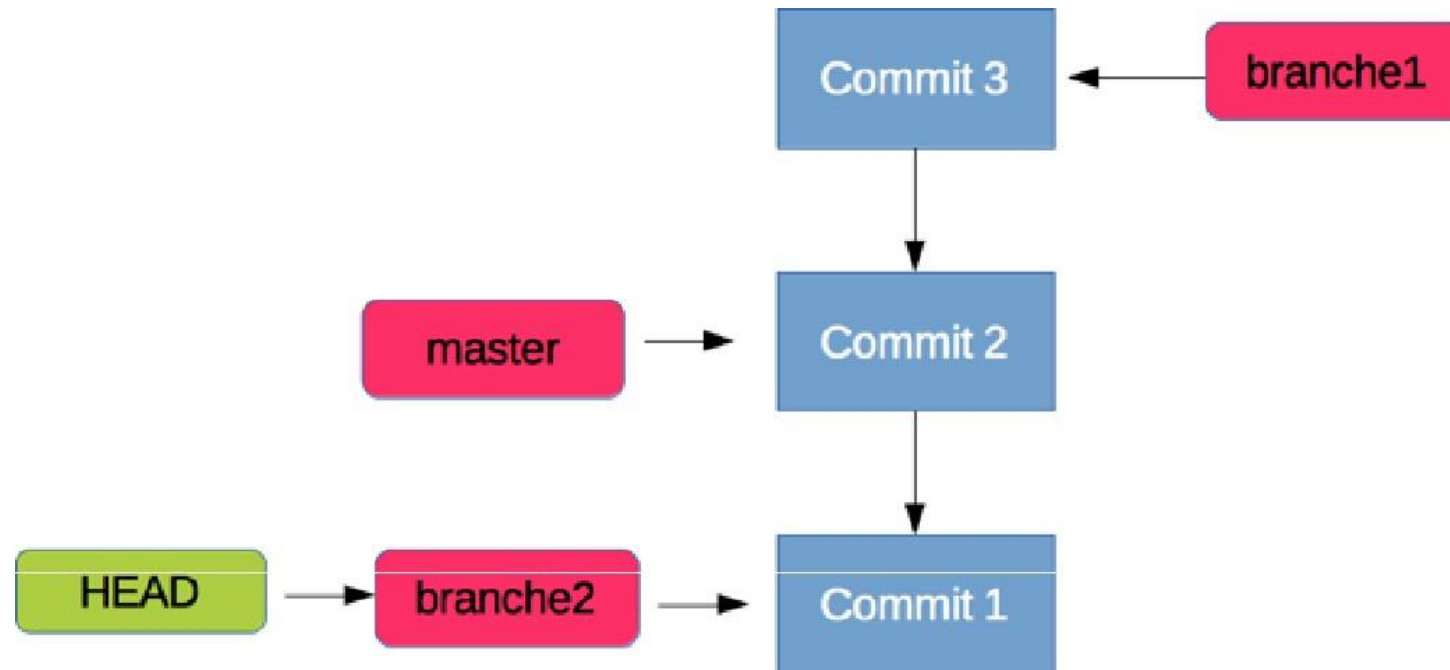 Commit 3
branche1
master
Commit 2
HEAD
branche2
Commit 1